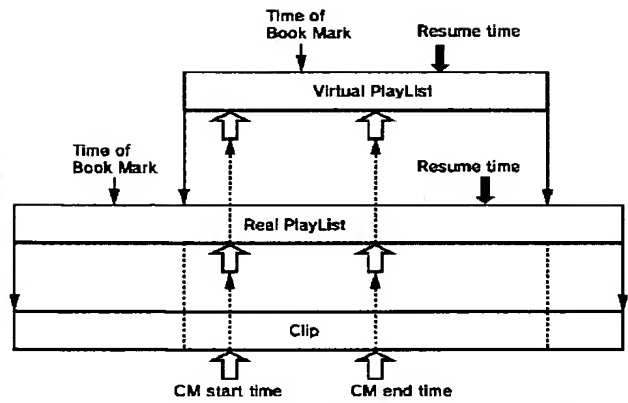 Time of
Book Mark
Resume time
Virtual PlayList
Time of
Book Mark
Resume time
Real PlayList
Clip
CM start time
CM end time